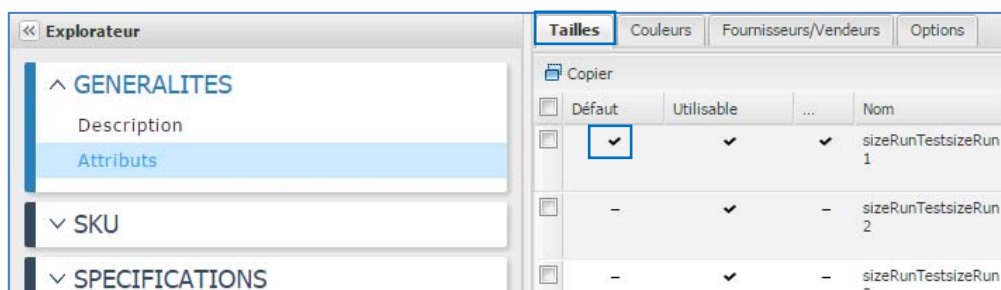 Explorateur
GENERALITES
Description
Attributs
SKU
SPECIFICATIONS
Tailles Couleurs Fournisseurs/Vendeurs Options
Copier
Défaut Utilisable ... Nom
sizeRunTestsizeRun
1
sizeRunTestsizeRun
2
sizeRunTestsizeRun